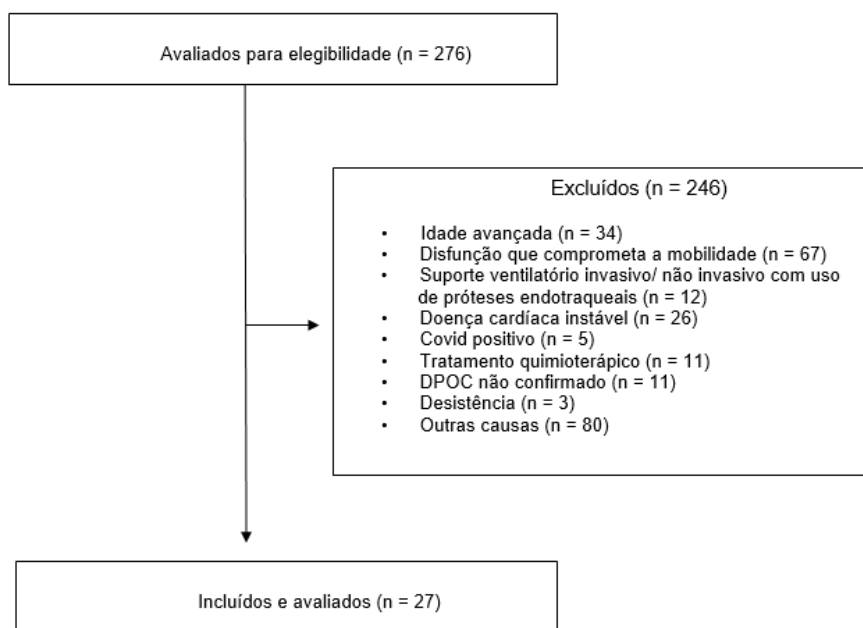 Avaliados para elegibilidade (n = 276)
Excluídos (n = 246)
• Idade avançada (n = 34)
• Disfunção que comprometa a mobilidade (n = 67)
• Suporte ventilatório invasivo/ não invasivo com uso
de próteses endotraqueais (n = 12)
• Doença cardíaca instável (n = 26)
• Covid positivo (n = 5)
• Tratamento quimioterápico (n = 11)
• DPOC não confirmado (n = 11)
• Desistência (n = 3)
• Outras causas (n = 80)
Incluídos e avaliados (n = 27)